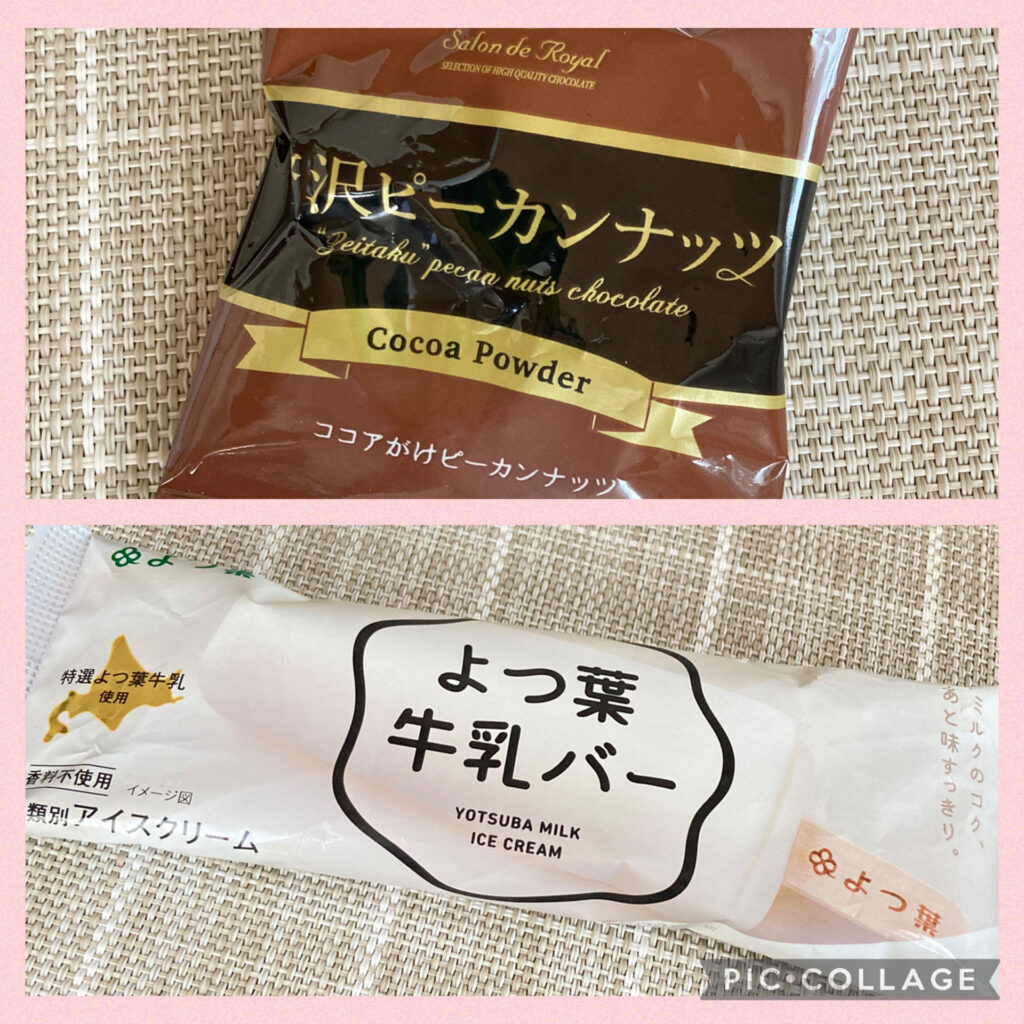 Salon de Royal
SELECTION OF HIGH QUALITY CHOCOLATE
沢ピーカンナッツ
"Zeitaku" pecan nuts chocolate
Cocoa Powder
ココアがけピーカンナッツ
よつ葉
特選よつ葉牛乳
使用
香料不使用
イメージ図
類別アイスクリーム
よつ葉
牛乳バー
YOTSUBA MILK
ICE CREAM
ミルクのコク、
あと味すっきり。
よつ葉
PIC•COLLAGE